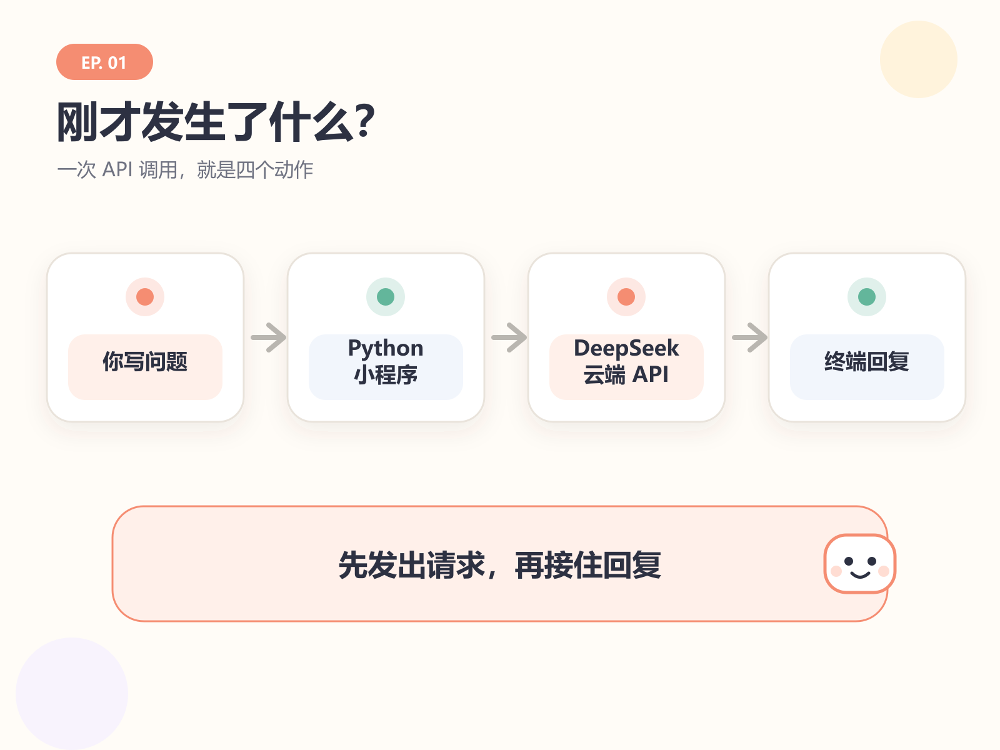 EP. 01
刚才发生了什么？
一次 API 调用，就是四个动作
你写问题
Python
小程序
DeepSeek
云端 API
终端回复
先发出请求，再接住回复